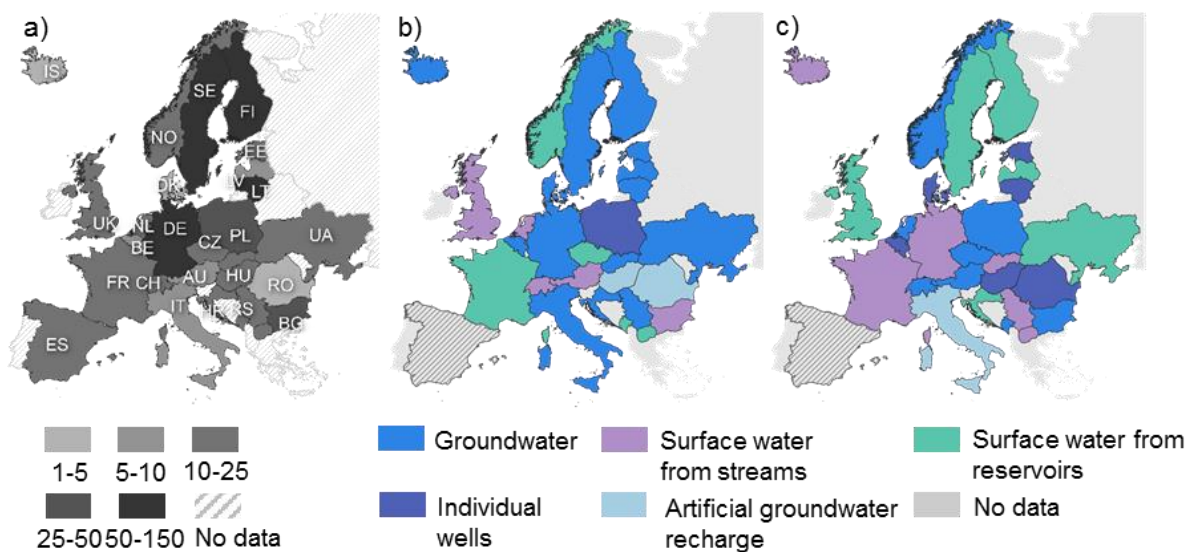 a)
b)
c)
IS
SE
FI
NO
EE
DK
LV
LT
UK
NL
DE
PL
BE
CZ
UA
FR
CH
AU
HU
RO
IT
HR
RS
BG
ES
1-5
5-10
10-25
25-50
50-150
No data
Groundwater
Surface water
from streams
Surface water from
reservoirs
Individual
wells
Artificial groundwater
recharge
No data